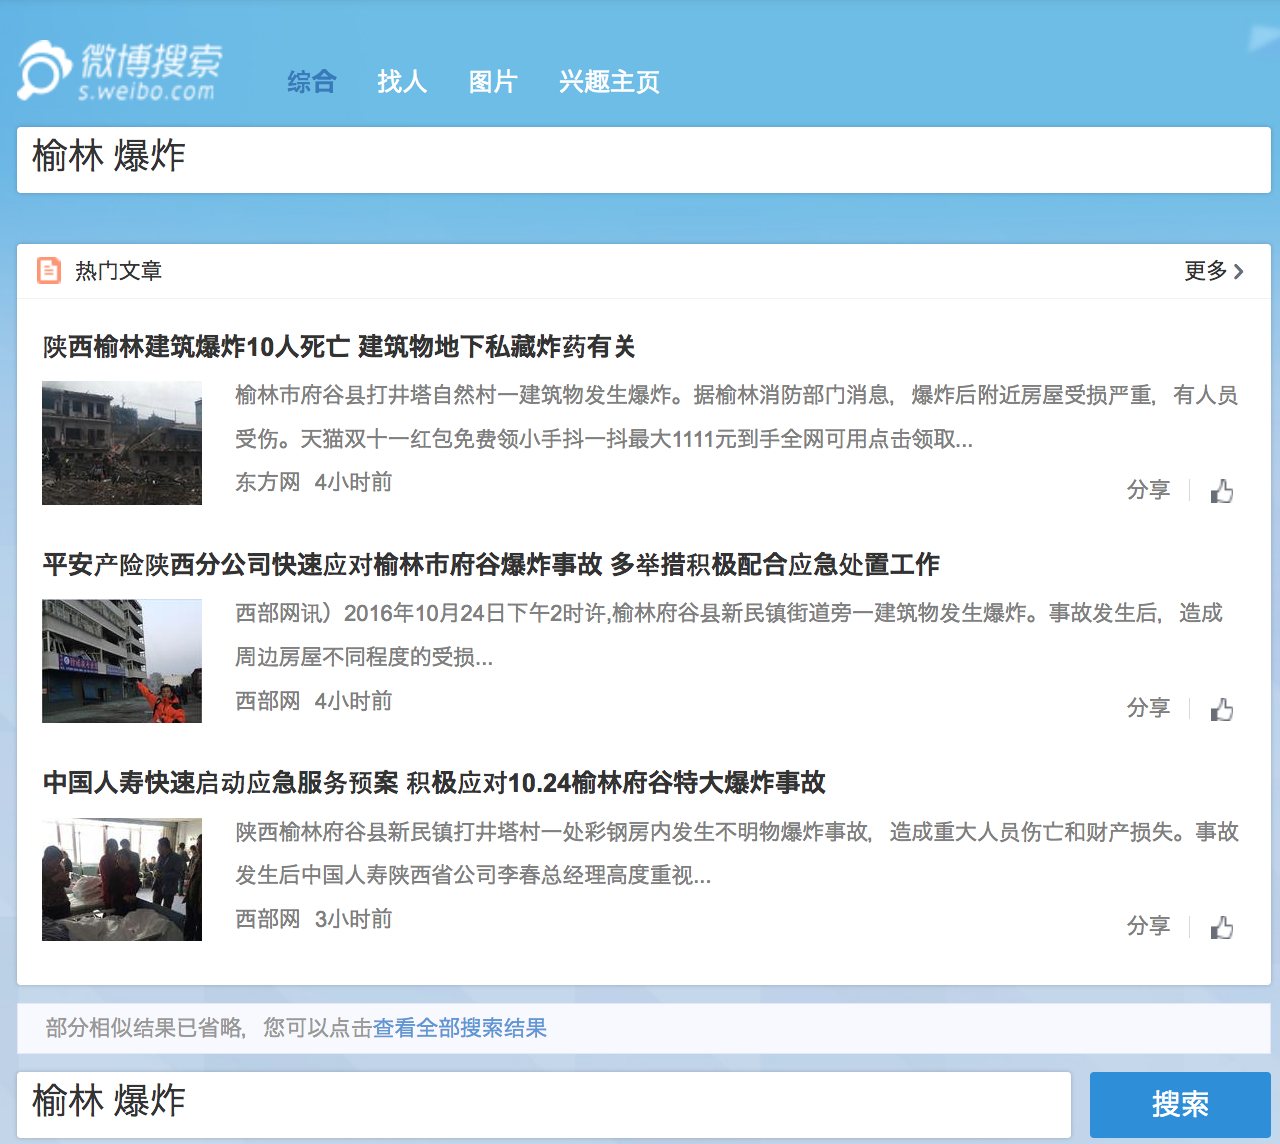 微博搜索
s.weibo.com
综合 找人 图片 兴趣主页
榆林 爆炸
热门文章 更多
陕西榆林建筑爆炸10人死亡 建筑物地下私藏炸药有关
榆林市府谷县打井塔自然村一建筑物发生爆炸。据榆林消防部门消息，爆炸后附近房屋受损严重，有人员
受伤。天猫双十一红包免费领小手抖一抖最大1111元到手全网可用点击领取...
东方网 4小时前
分享
平安产险陕西分公司快速应对榆林市府谷爆炸事故 多举措积极配合应急处置工作
西部网讯）2016年10月24日下午2时许,榆林府谷县新民镇街道旁一建筑物发生爆炸。事故发生后，造成
周边房屋不同程度的受损...
西部网 4小时前
分享
中国人寿快速启动应急服务预案 积极应对10.24榆林府谷特大爆炸事故
陕西榆林府谷县新民镇打井塔村一处彩钢房内发生不明物爆炸事故，造成重大人员伤亡和财产损失。事故
发生后中国人寿陕西省公司李春总经理高度重视...
西部网 3小时前
分享
部分相似结果已省略，您可以点击查看全部搜索结果
榆林 爆炸
搜索